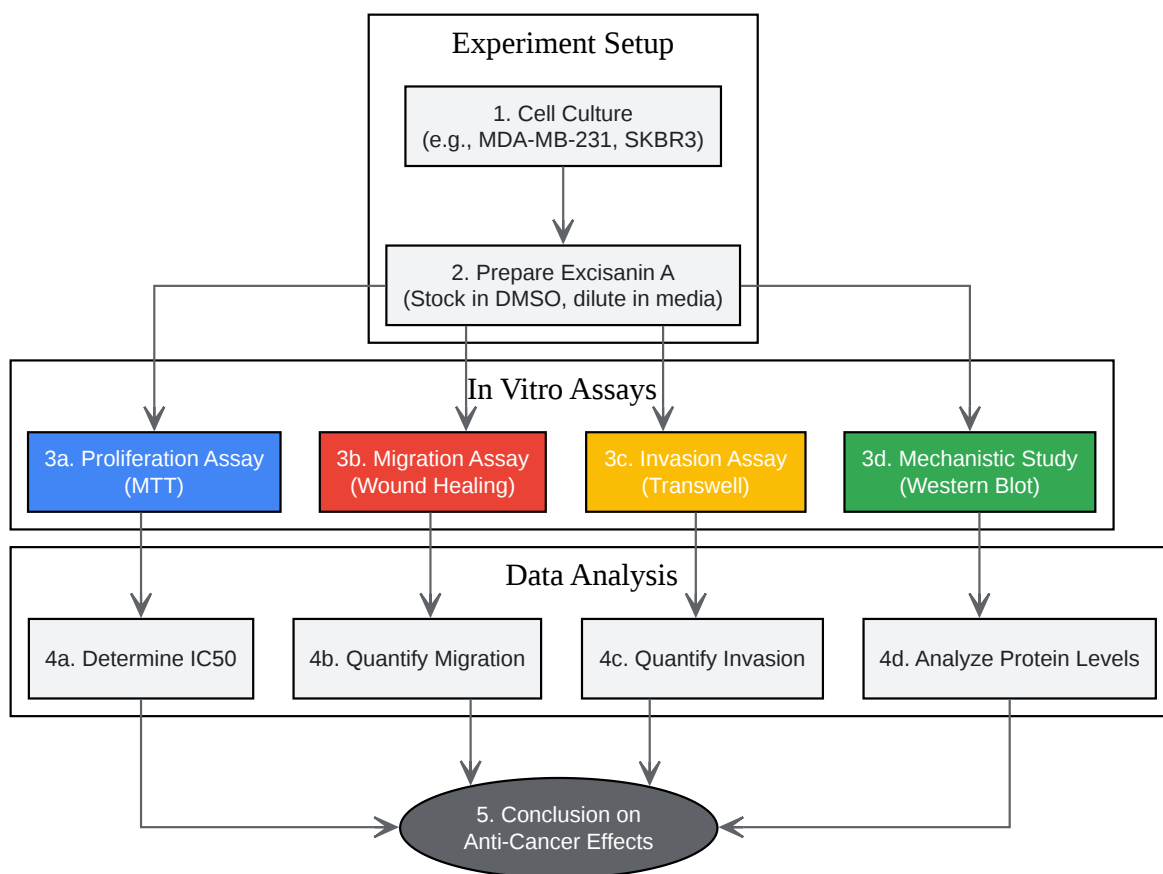 Experiment Setup
1. Cell Culture
(e.g., MDA-MB-231, SKBR3)
2. Prepare Excisanin A
(Stock in DMSO, dilute in media)
In Vitro Assays
3a. Proliferation Assay
(MTT)
3b. Migration Assay
(Wound Healing)
3c. Invasion Assay
(Transwell)
3d. Mechanistic Study
(Western Blot)
Data Analysis
4a. Determine IC50
4b. Quantify Migration
4c. Quantify Invasion
4d. Analyze Protein Levels
5. Conclusion on
Anti-Cancer Effects